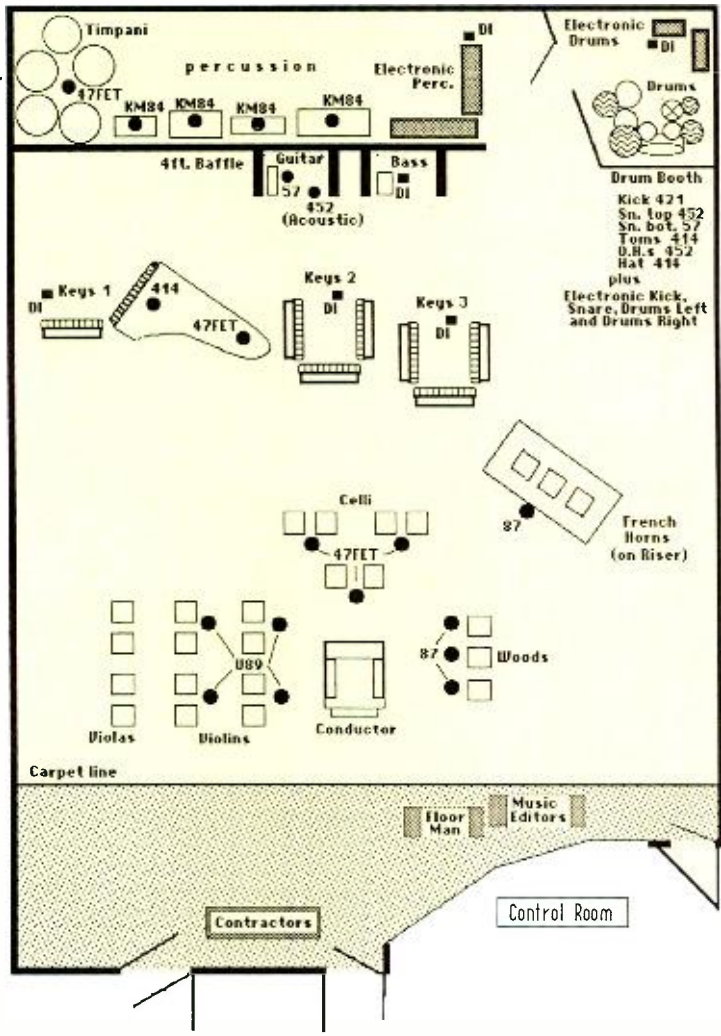 Timpani
percussion
47FET
KM84
KM84
KM84
KM84
Electronic
Perc.
DI
Electronic
Drums
DI
Drums
4ft. Baffle
Guitar
57
452
(Acoustic)
Bass
DI
Drum Booth
Kick 421
Sn. top 452
Sn. bot. 57
Toms 414
O.H.s 452
Hat 414
plus
Electronic Kick,
Snare, Drums Left
and Drums Right
Keys 1
DI
414
47FET
Keys 2
DI
Keys 3
DI
87
French
Horns
(on Riser)
Celli
47FET
U89
87
Woods
Violas
Violins
Conductor
Carpet line
Floor
Man
Music
Editors
Contractors
Control Room